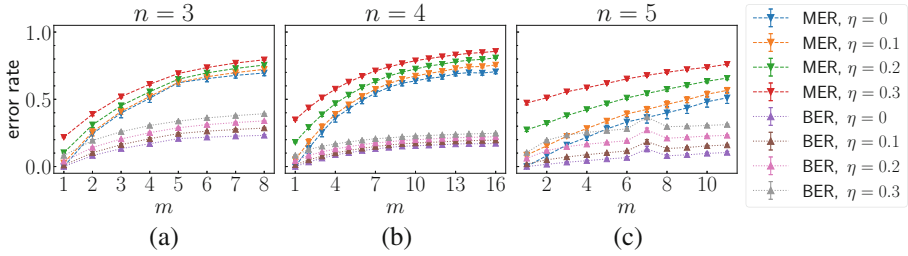 n = 3
n = 4
n = 5
error rate
1.0
0.5
0.0
1 2 3 4 5 6 7 8
1 4 7 10 13 16
2 4 6 8 10
m
m
m
(a)
(b)
(c)
MER, η = 0
MER, η = 0.1
MER, η = 0.2
MER, η = 0.3
BER, η = 0
BER, η = 0.1
BER, η = 0.2
BER, η = 0.3